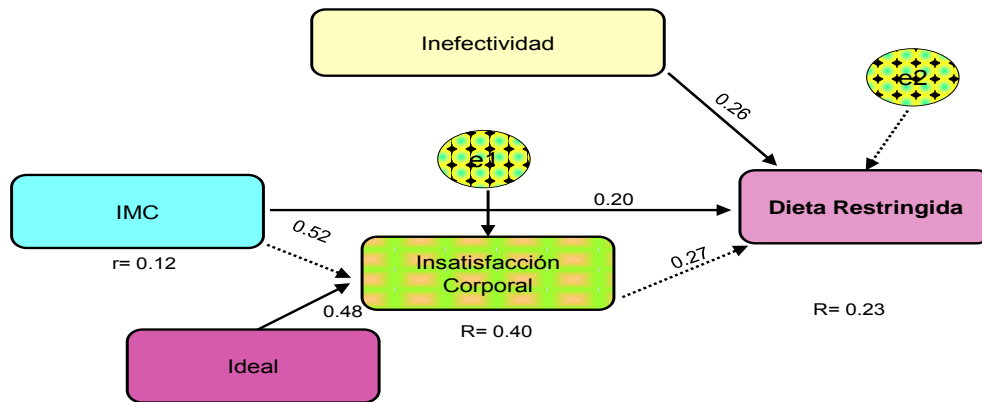 Inefectividad
e2
0.26
e1
IMC
0.20
Dieta Restringida
0.52
r= 0.12
Insatisfacción
Corporal
0.27
0.48
R= 0.40
R= 0.23
Ideal